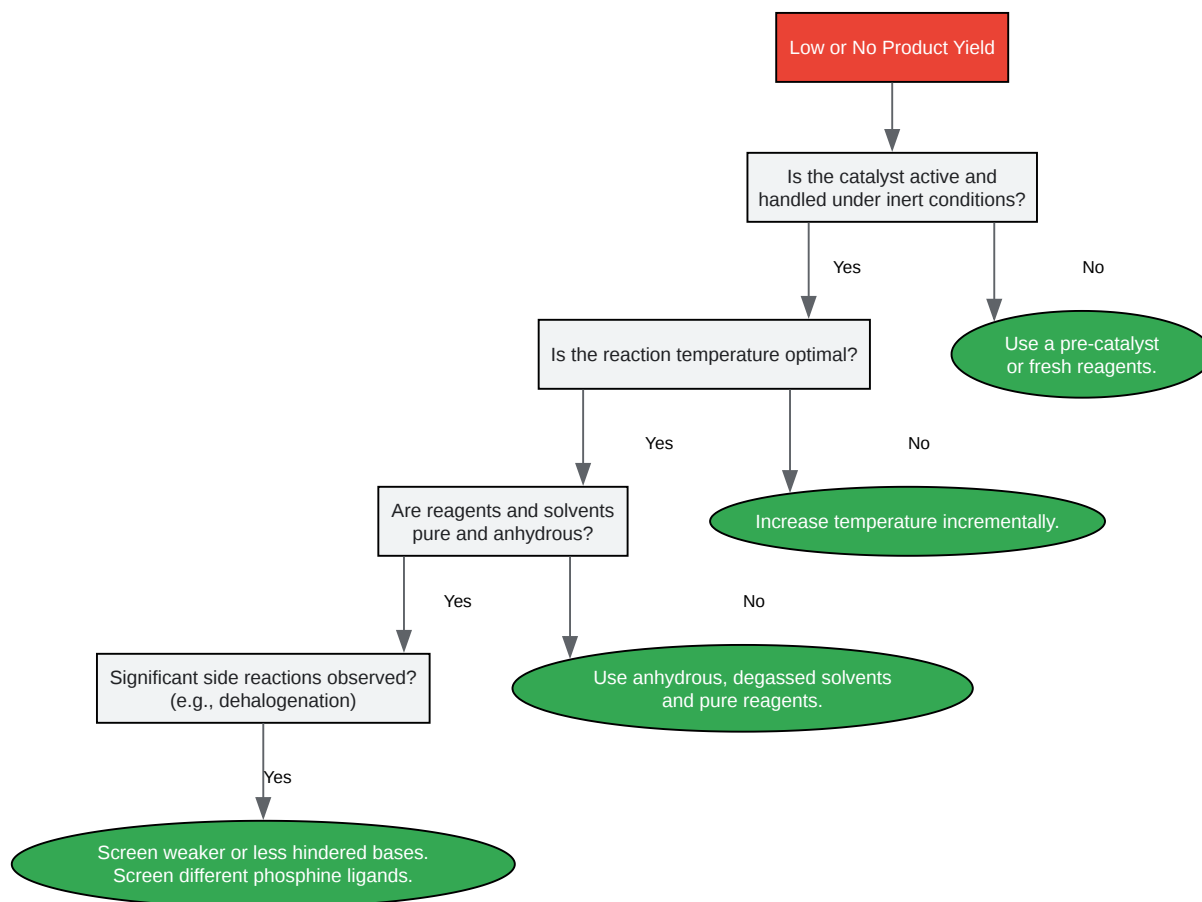 Low or No Product Yield
Is the catalyst active and
handled under inert conditions?
Yes
No
Is the reaction temperature optimal?
Use a pre-catalyst
or fresh reagents.
Yes
No
Are reagents and solvents
pure and anhydrous?
Increase temperature incrementally.
Yes
No
Significant side reactions observed?
(e.g., dehalogenation)
Use anhydrous, degassed solvents
and pure reagents.
Yes
Screen weaker or less hindered bases.
Screen different phosphine ligands.